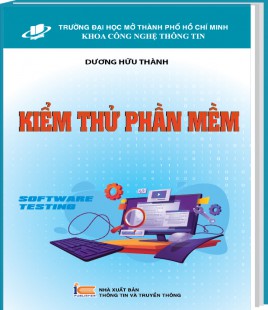 TRƯỜNG ĐẠI HỌC MỞ THÀNH PHỐ HỒ CHÍ MINH
KHOA CÔNG NGHỆ THÔNG TIN
DƯƠNG HỮU THÀNH
KIỂM THỬ PHẦN MỀM
SOFTWARE
TESTING
NHÀ XUẤT BẢN
THÔNG TIN VÀ TRUYỀN THÔNG